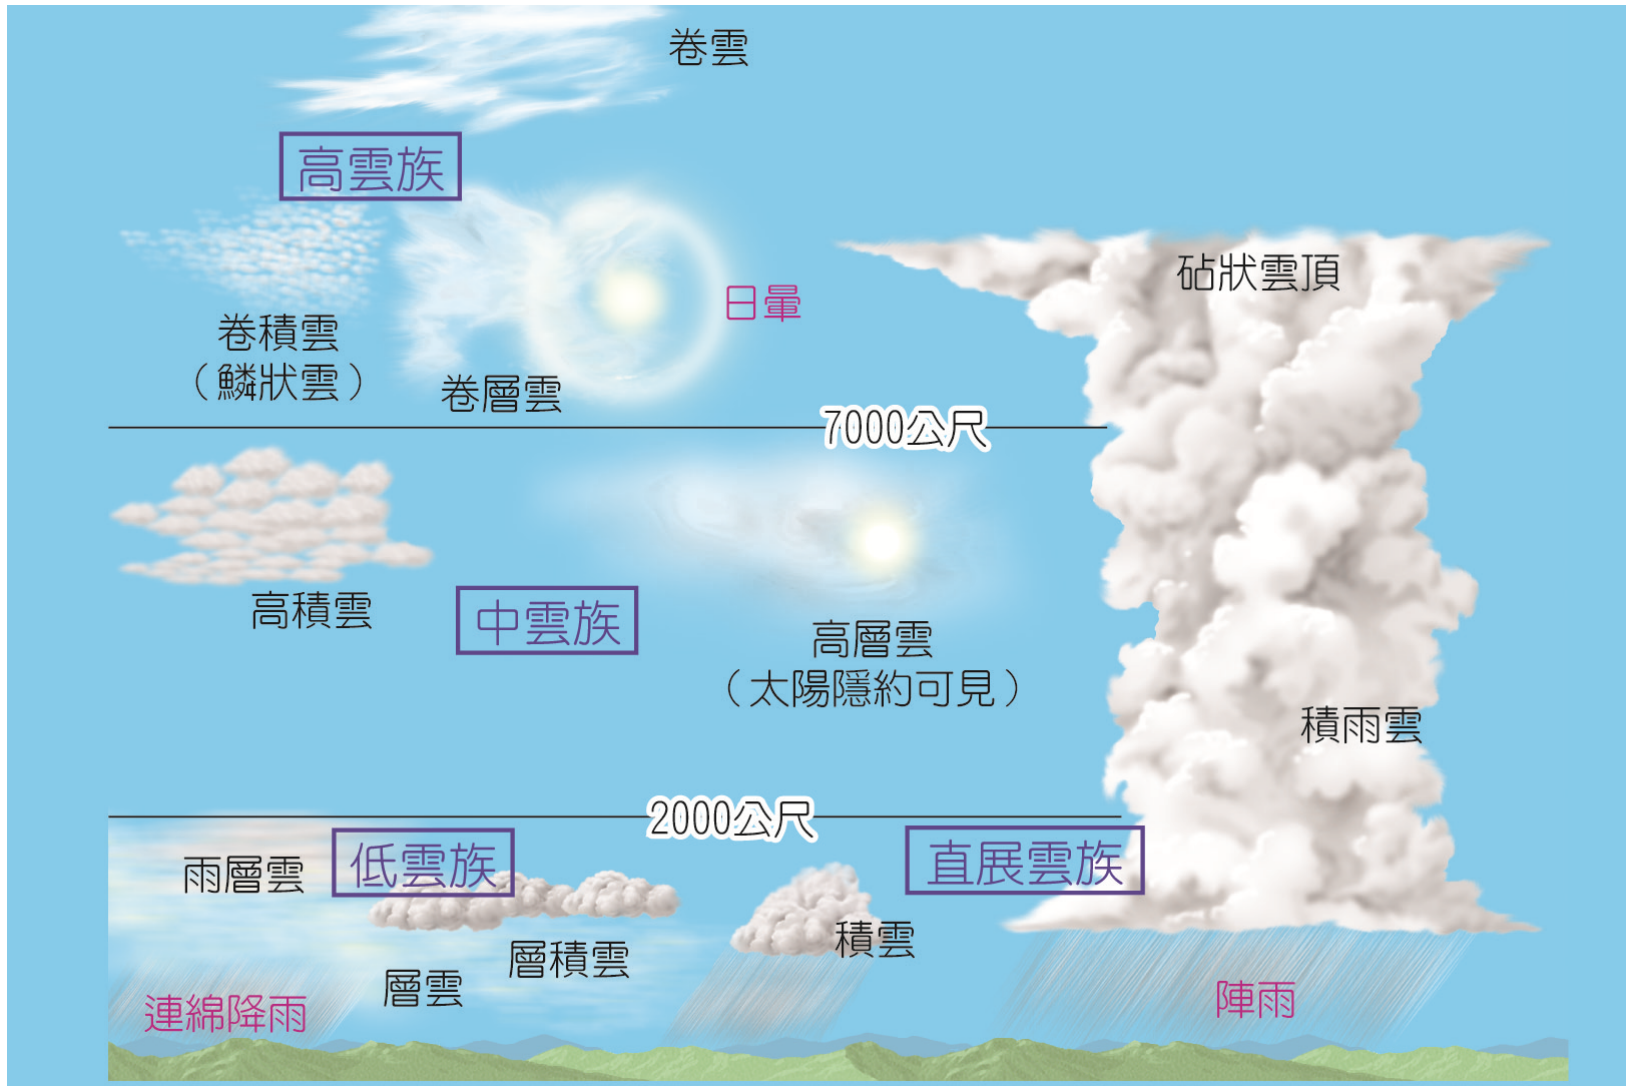 卷雲
高雲族
砧狀雲頂
日暈
卷積雲
（鱗狀雲）
卷層雲
7000公尺
高積雲
中雲族
高層雲
（太陽隱約可見）
積雨雲
2000公尺
雨層雲
低雲族
直展雲族
積雲
層積雲
層雲
連綿降雨
陣雨